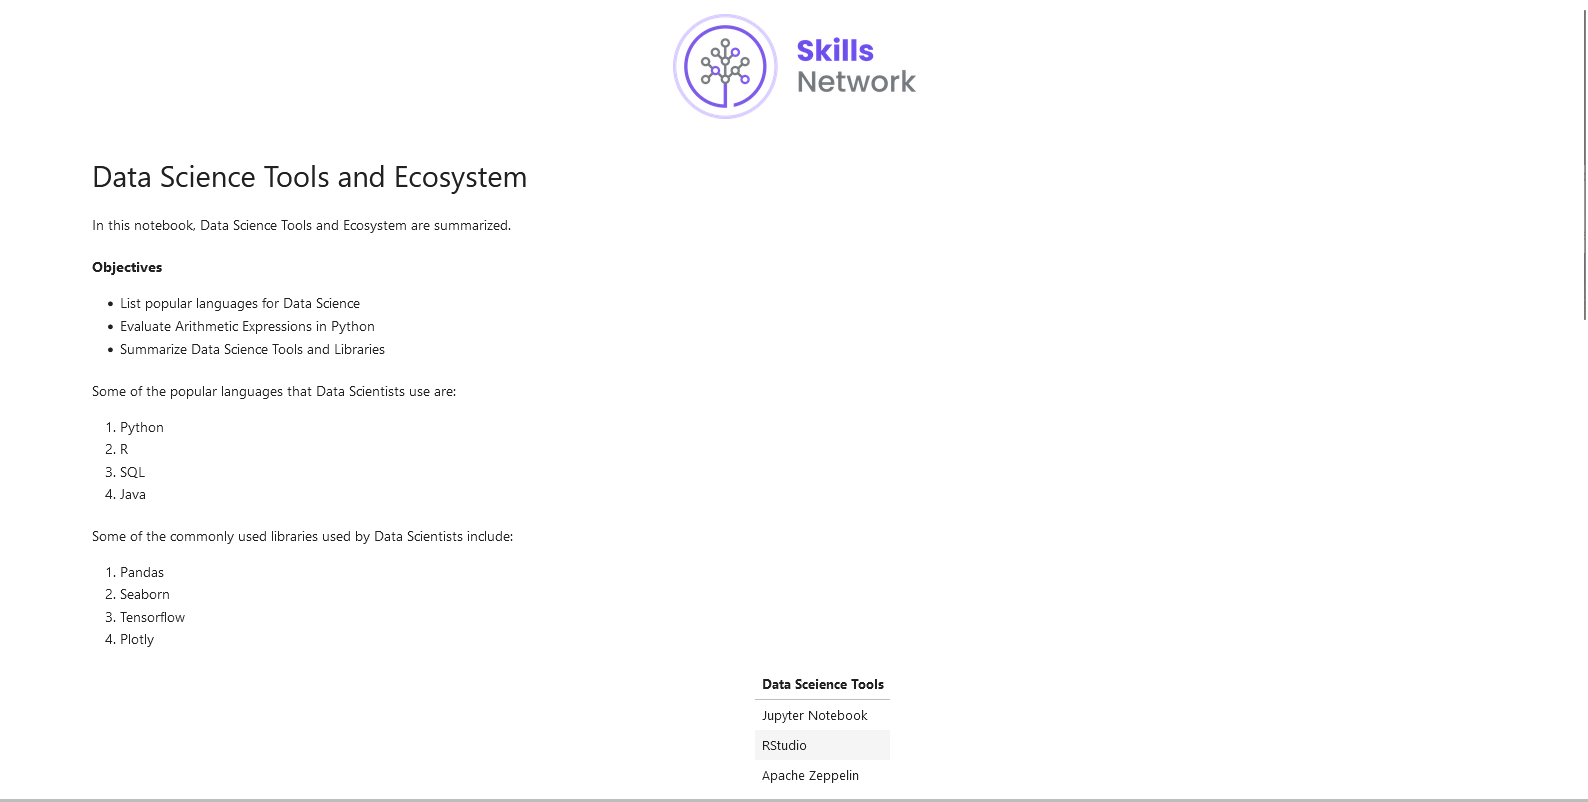 Skills
Network
Data Science Tools and Ecosystem
In this notebook, Data Science Tools and Ecosystem are summarized.
Objectives
• List popular languages for Data Science
• Evaluate Arithmetic Expressions in Python
• Summarize Data Science Tools and Libraries
Some of the popular languages that Data Scientists use are:
1. Python
2. R
3. SQL
4. Java
Some of the commonly used libraries used by Data Scientists include:
1. Pandas
2. Seaborn
3. Tensorflow
4. Plotly
Data Sceience Tools
Jupyter Notebook
RStudio
Apache Zeppelin